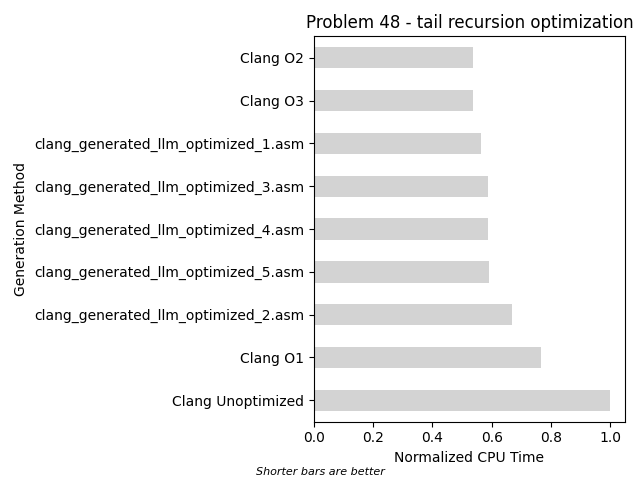 Problem 48 - tail recursion optimization
Clang O2
Clang O3
clang_generated_llm_optimized_1.asm
clang_generated_llm_optimized_3.asm
clang_generated_llm_optimized_4.asm
clang_generated_llm_optimized_5.asm
clang_generated_llm_optimized_2.asm
Clang O1
Clang Unoptimized
Generation Method
0.0 0.2 0.4 0.6 0.8 1.0
Normalized CPU Time
Shorter bars are better